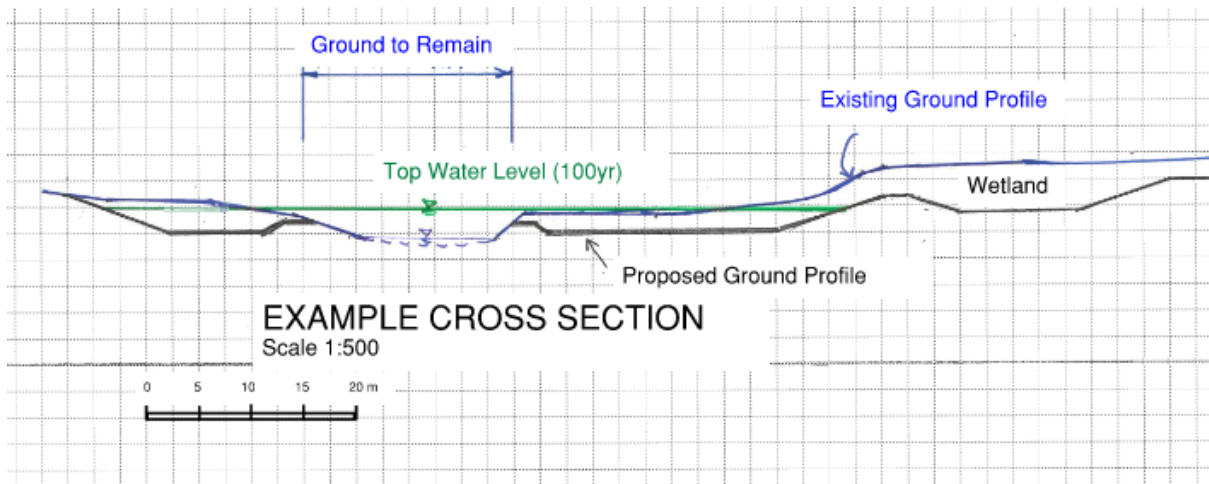 Ground to Remain
Existing Ground Profile
Top Water Level (100yr)
Wetland
Proposed Ground Profile
EXAMPLE CROSS SECTION
Scale 1:500
0 5 10 15 20 m